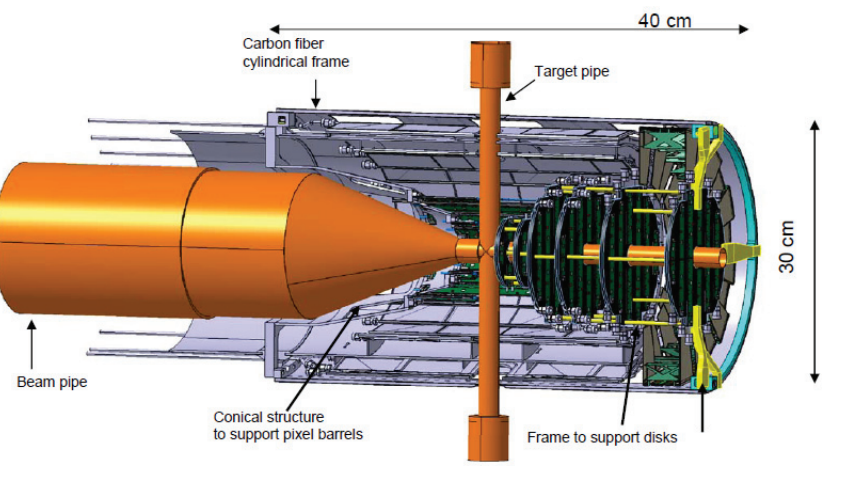 40 cm
Carbon fiber
cylindrical frame
Target pipe
30 cm
Beam pipe
Conical structure
to support pixel barrels
Frame to support disks